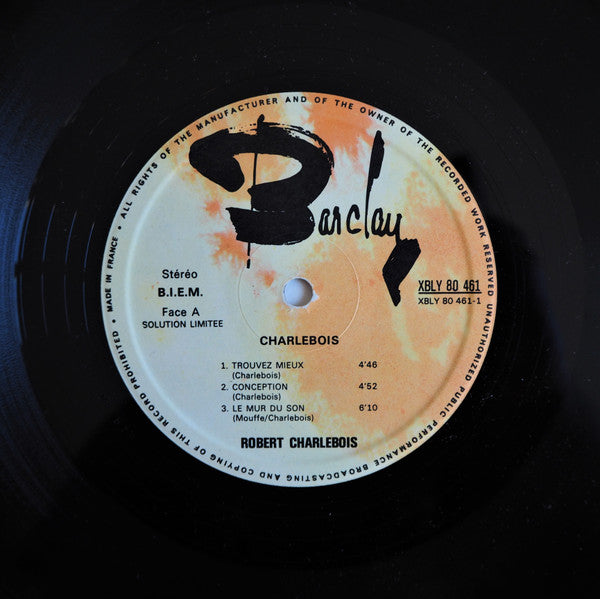 • ALL RIGHTS OF THE MANUFACTURER AND OF THE OWNER OF THE RECORDED WORK RESERVED UNAUTHORIZED PUBLIC PERFORMANCE BROADCASTING AND COPYING OF THIS RECORD PROHIBITED • MADE IN FRANCE
Barclay
Stéréo
B.I.E.M.
Face A
SOLUTION LIMITEE
XBLY 80 461
XBLY 80 461-1
CHARLEBOIS
1. TROUVEZ MIEUX 4'46
(Charlebois)
2. CONCEPTION 4'52
(Charlebois)
3. LE MUR DU SON 6'10
(Mouffe/Charlebois)
ROBERT CHARLEBOIS